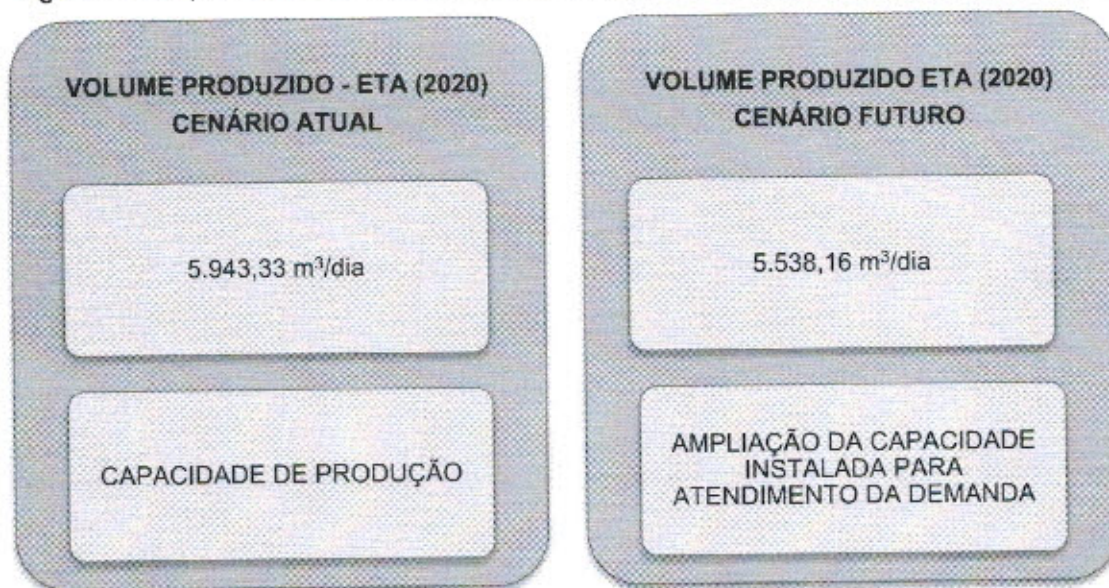 VOLUME PRODUZIDO - ETA (2020)
CENÁRIO ATUAL
5.943,33 m³/dia
CAPACIDADE DE PRODUÇÃO
VOLUME PRODUZIDO ETA (2020)
CENÁRIO FUTURO
5.538,16 m³/dia
AMPLIAÇÃO DA CAPACIDADE
INSTALADA PARA
ATENDIMENTO DA DEMANDA